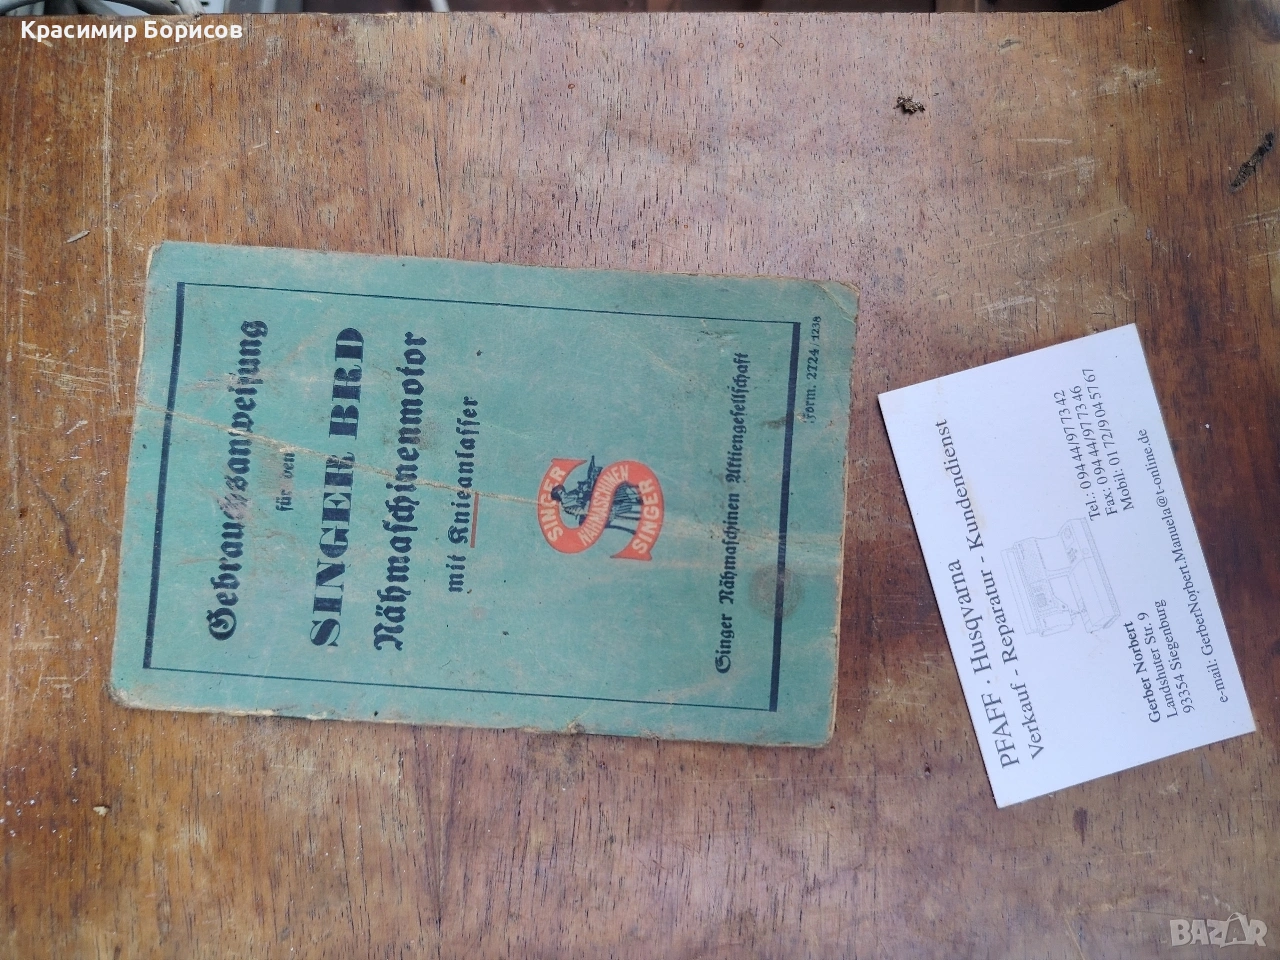 Красимир Борисов
Gebrauchsanweisung
für den
SINGER BRD
Nähmaschinenmotor
mit Knieanlasser
SINGER
NÄHMASCHINEN
SINGER
Singer Nähmaschinen Aktiengesellschaft
Form. 2724/1238
PFAFF . Husqvarna
Verkauf - Reparatur - Kundendienst
Tel.: 09444/977342
Fax: 09444/977346
Mobil: 0172/9045767
Gerber Norbert
Landshuter Str. 9
93354 Siegenburg
e-mail: GerberNorbert.Manuela@t-online.de
BAZAR